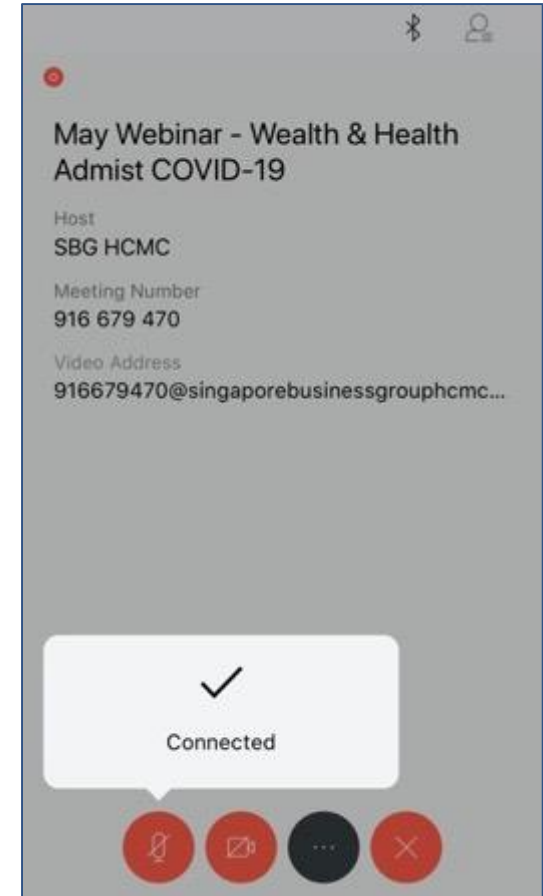 May Webinar - Wealth & Health
Admist COVID-19
Host
SBG HCMC
Meeting Number
916 679 470
Video Address
916679470@singaporebusinessgrouphcmc...
Connected